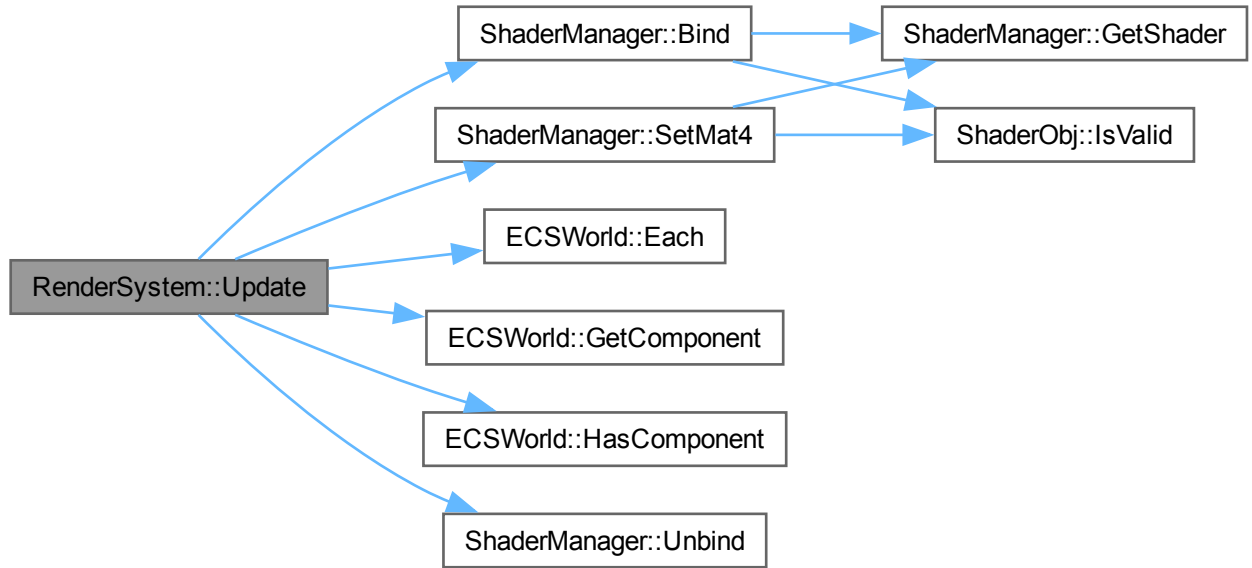 ShaderManager::Bind
ShaderManager::GetShader
ShaderManager::SetMat4
ShaderObj::IsValid
ECSWorld::Each
RenderSystem::Update
ECSWorld::GetComponent
ECSWorld::HasComponent
ShaderManager::Unbind